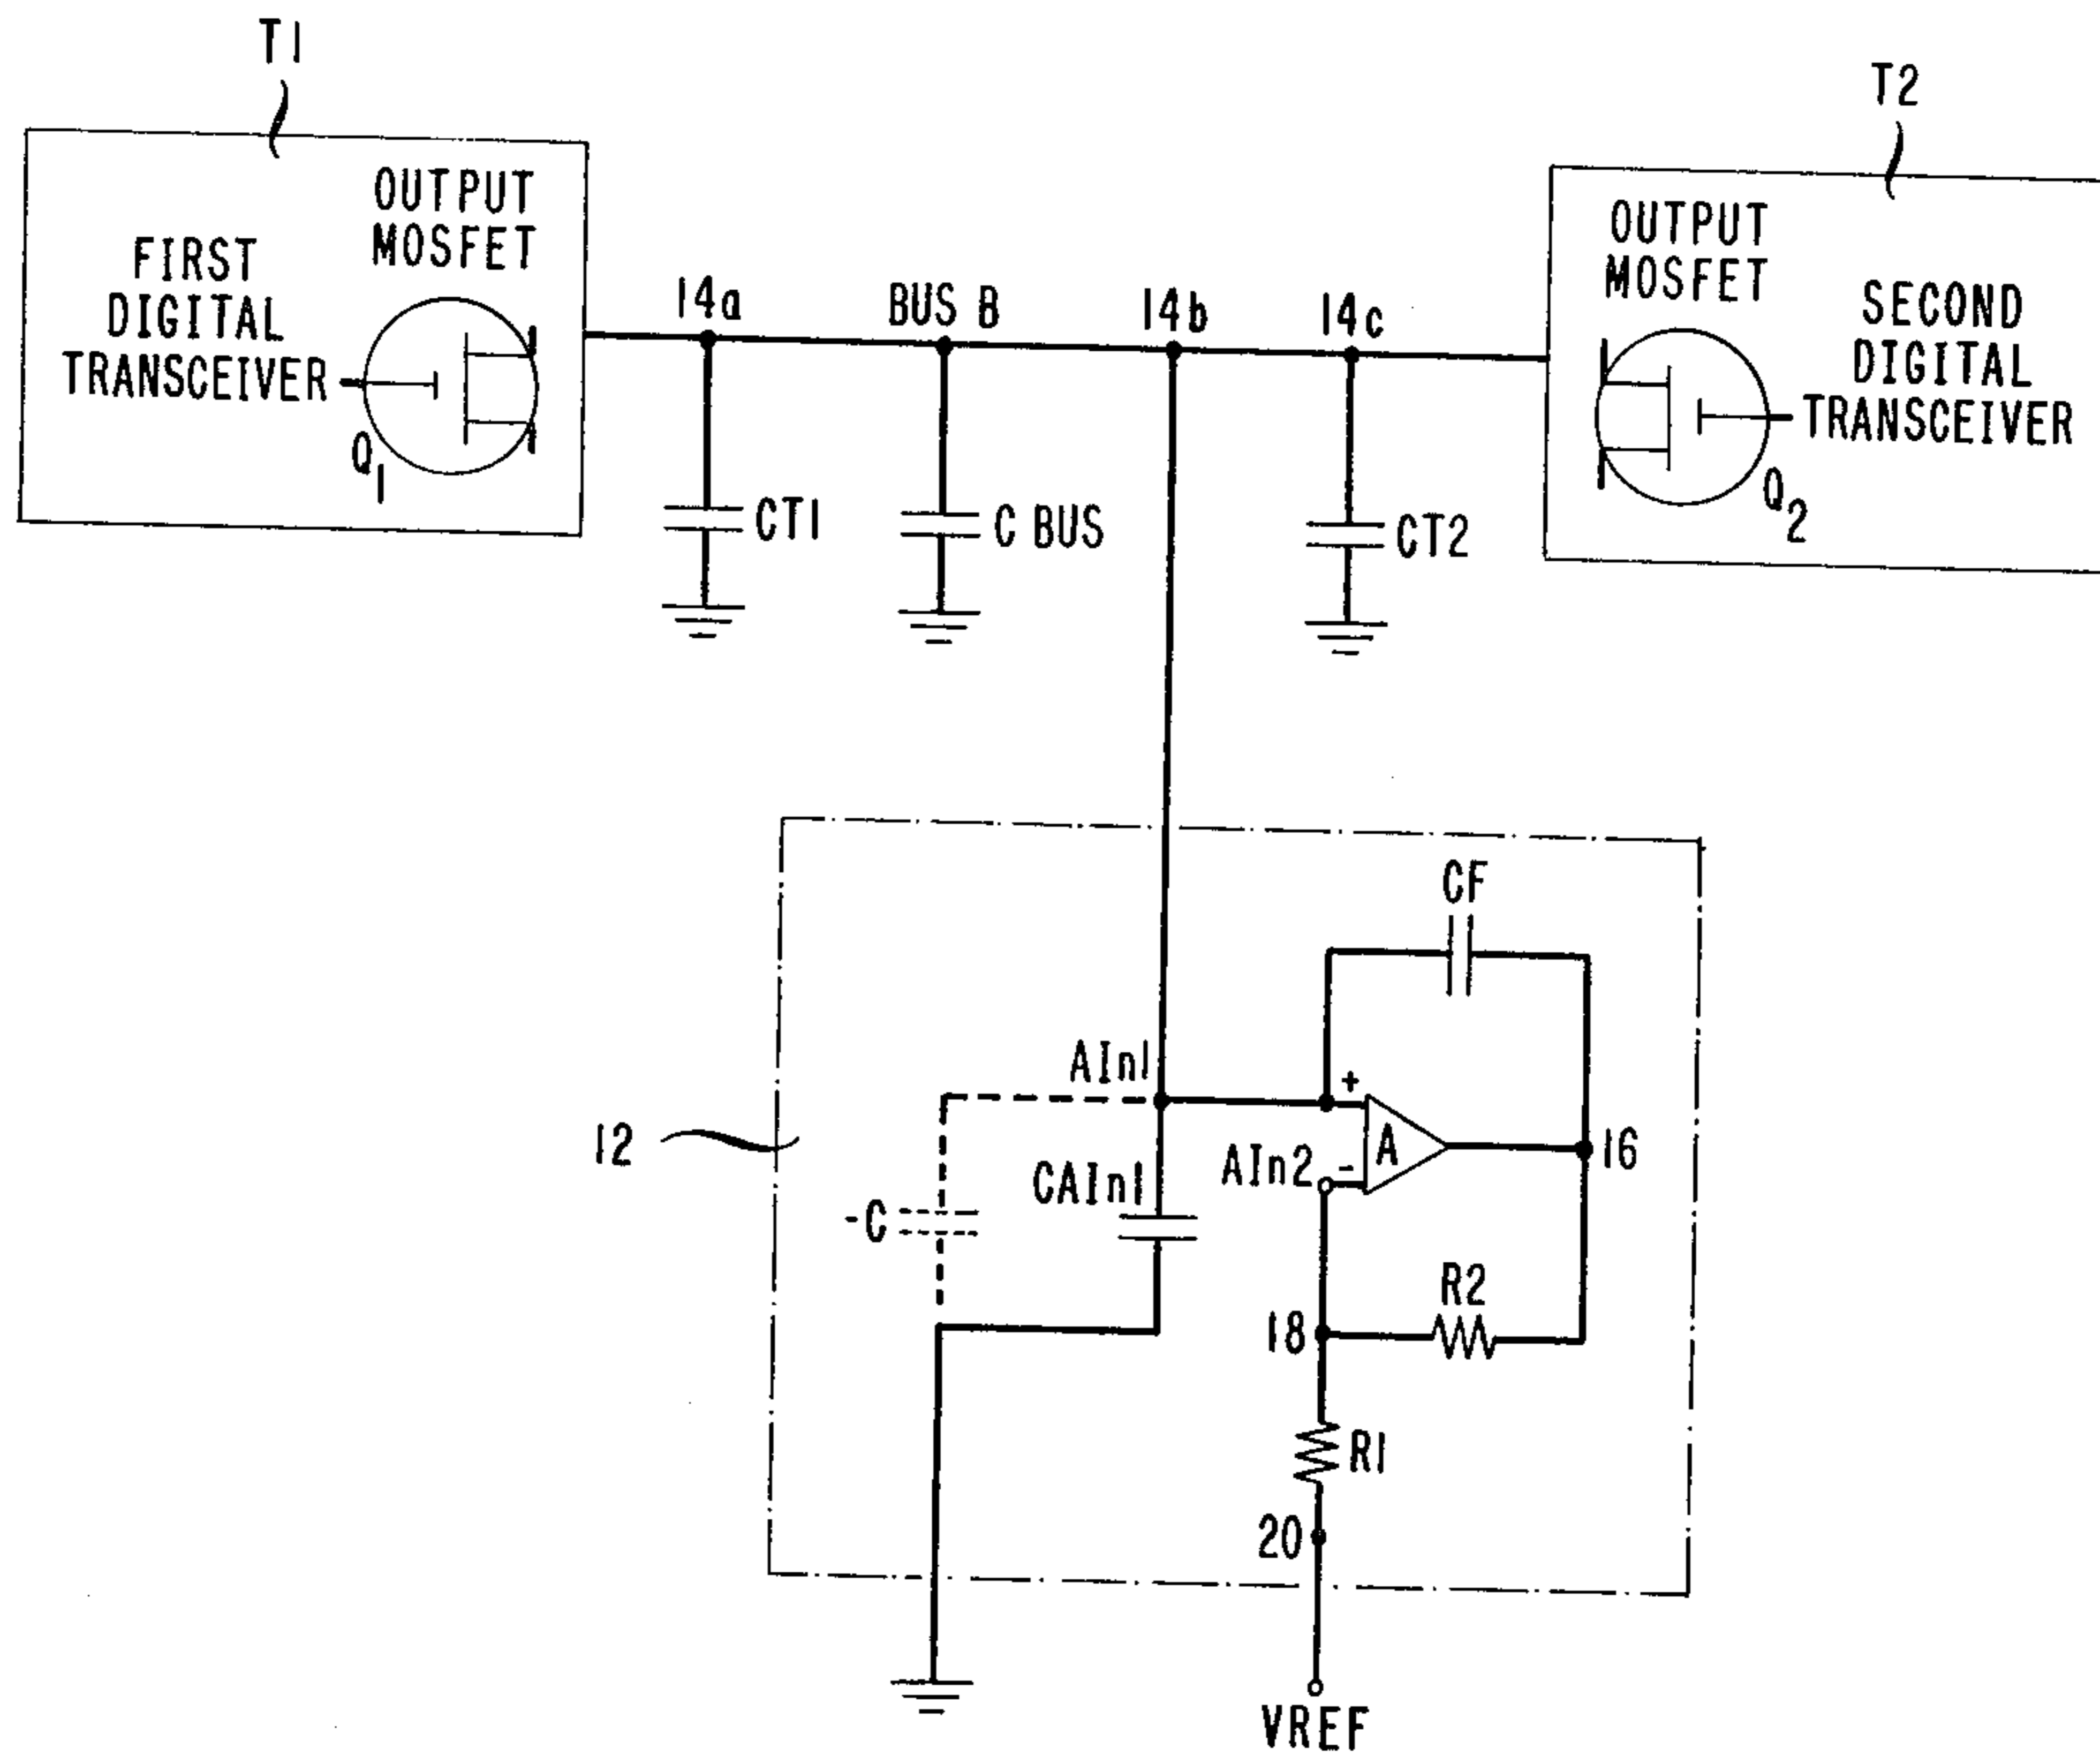 T1
T2
OUTPUT
MOSFET
FIRST
DIGITAL
TRANSCEIVER
Q1
14a
BUS B
14b
14c
OUTPUT
MOSFET
SECOND
DIGITAL
TRANSCEIVER
Q2
CT1
C BUS
CT2
CF
AIn1
+
A
-
AIn2
16
12
CAIn1
-C
R2
18
R1
20
VREF